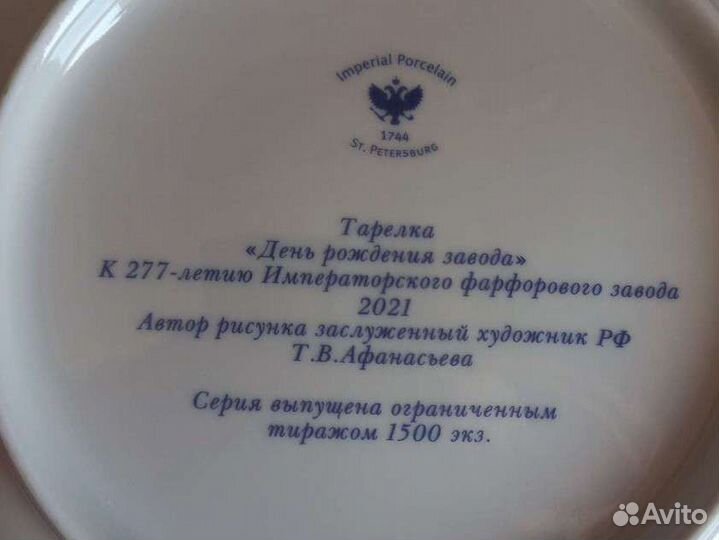 Imperial Porcelain
1744
St. Petersburg
Тарелка
«День рождения завода»
К 277-летию Императорского фарфорового завода
2021
Автор рисунка заслуженный художник РФ
Т.В.Афанасьева
Серия выпущена ограниченным
тиражом 1500 экз.
Avito